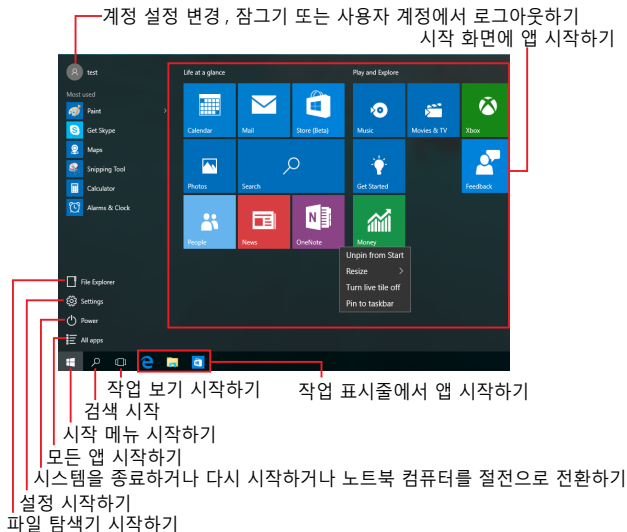 계정 설정 변경, 잠그기 또는 사용자 계정에서 로그아웃하기
시작 화면에 앱 시작하기
test
Life at a glance
Play and Explore
Most used
Paint
Get Skype
Maps
Snipping Tool
Calculator
Alarms & Clock
Calendar
Mail
Store (Beta)
Music
Movies & TV
Xbox
Photos
Search
Get Started
Feedback
People
News
OneNote
Money
Unpin from Start
Resize
Turn live tile off
Pin to taskbar
File Explorer
Settings
Power
All apps
작업 보기 시작하기
작업 표시줄에서 앱 시작하기
검색 시작
시작 메뉴 시작하기
모든 앱 시작하기
시스템을 종료하거나 다시 시작하거나 노트북 컴퓨터를 절전으로 전환하기
설정 시작하기
파일 탐색기 시작하기